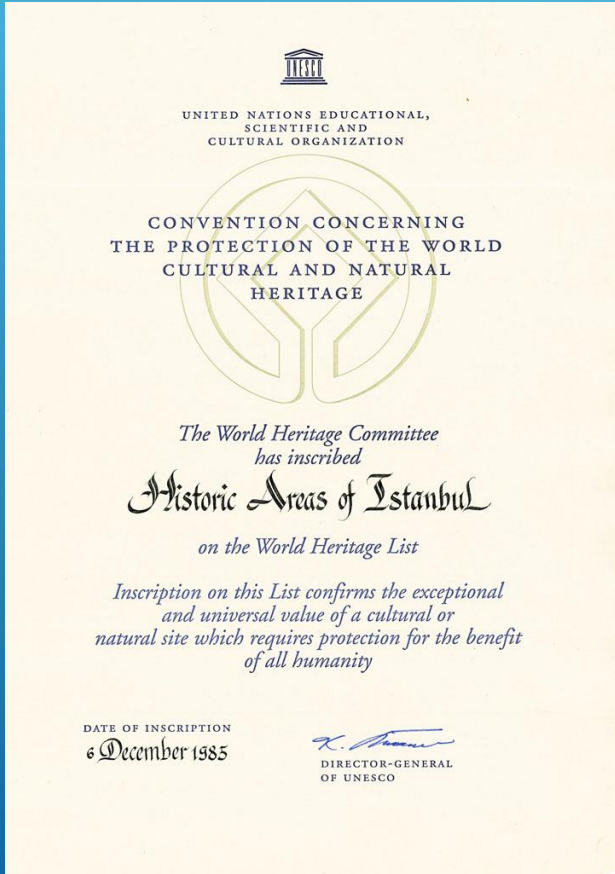 UNESCO
UNITED NATIONS EDUCATIONAL,
SCIENTIFIC AND
CULTURAL ORGANIZATION
CONVENTION CONCERNING
THE PROTECTION OF THE WORLD
CULTURAL AND NATURAL
HERITAGE
The World Heritage Committee
has inscribed
Historic Areas of Istanbul
on the World Heritage List
Inscription on this List confirms the exceptional
and universal value of a cultural or
natural site which requires protection for the benefit
of all humanity
DATE OF INSCRIPTION
6 December 1985
DIRECTOR-GENERAL
OF UNESCO